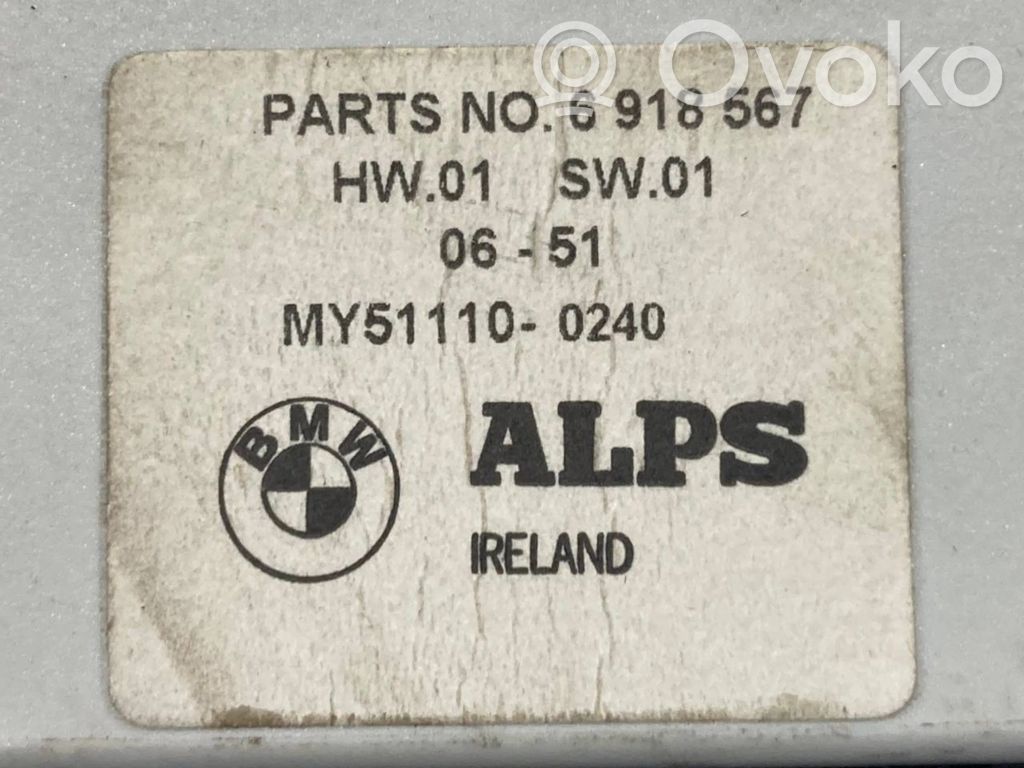 Ovoko
PARTS NO. 6 918 567
HW.01 SW.01
06 - 51
MY51110- 0240
BMW
ALPS
IRELAND